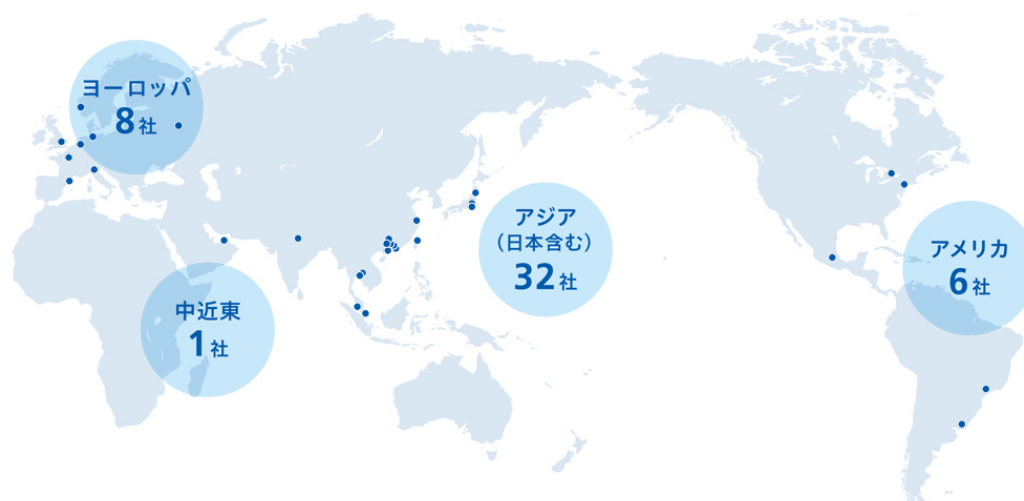 ヨーロッパ
8社
アジア
（日本含む）
32社
アメリカ
6社
中近東
1社